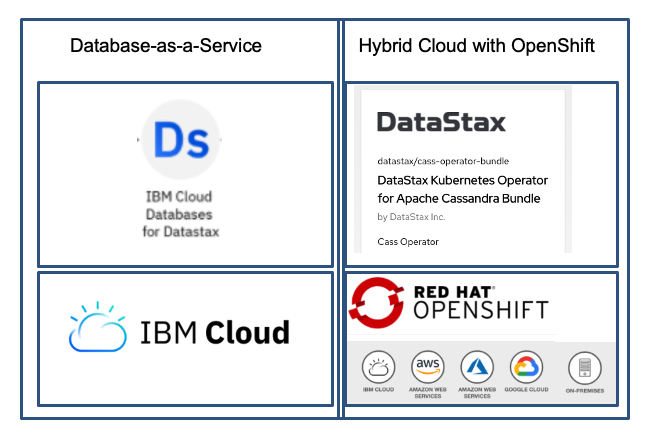 Database-as-a-Service
Hybrid Cloud with OpenShift
Ds
IBM Cloud
Databases
for Datastax
DataStax
datastax/cass-operator-bundle
DataStax Kubernetes Operator
for Apache Cassandra Bundle
by DataStax Inc.
Cass Operator
IBM Cloud
RED HAT®
OPENSHIFT
aws
IBM CLOUD
AMAZON WEB
SERVICES
AMAZON WEB
SERVICES
GOOGLE CLOUD
ON-PREMISES